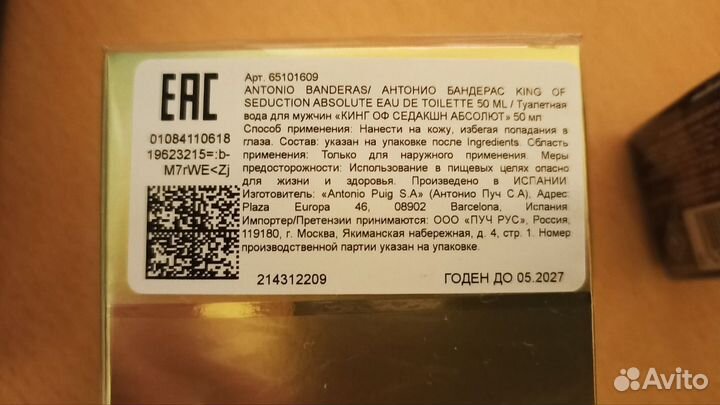 EAC
01084110618
19623215=:b-
M7rWE<Zj
Арт. 65101609
ANTONIO BANDERAS/ АНТОНИО БАНДЕРАС KING OF
SEDUCTION ABSOLUTE EAU DE TOILETTE 50 ML / Туалетная
вода для мужчин «КИНГ ОФ СЕДАКШН АБСОЛЮТ» 50 мл
Способ применения: Нанести на кожу, избегая попадания в
глаза. Состав: указан на упаковке после Ingredients. Область
применения: Только для наружного применения. Меры
предосторожности: Использование в пищевых целях опасно
для жизни и здоровья. Произведено в ИСПАНИИ.
Изготовитель: «Antonio Puig S.A» (Антонио Пуч С.А), Адрес:
Plaza Europa 46, 08902 Barcelona, Испания
Импортер/Претензии принимаются: ООО «ПУЧ РУС», Россия,
119180, г. Москва, Якиманская набережная, д. 4, стр. 1. Номер
производственной партии указан на упаковке.
214312209 ГОДЕН ДО 05.2027
Avito